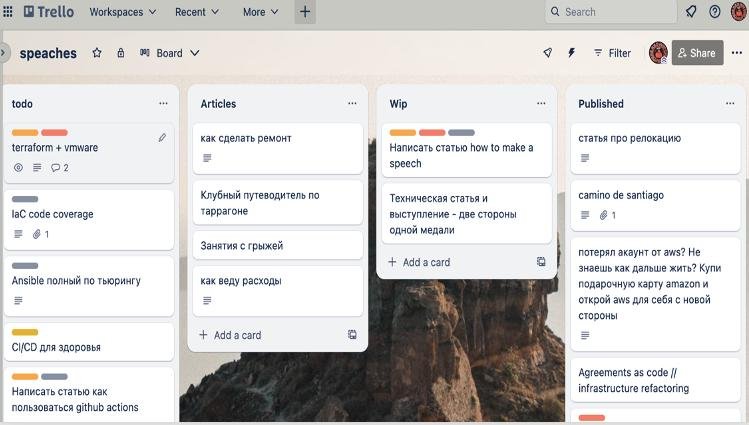 Trello
Workspaces
Recent
More
Search
speaches
Board
Filter
Share
todo
terraform + vmware
2
IaC code coverage
1
Ansible полный по тьюрингу
CI/CD для здоровья
Написать статью как
пользоваться github actions
Articles
как сделать ремонт
Клубный путеводитель по
таррагоне
Занятия с грыжей
как веду расходы
Add a card
Wip
Написать статью how to make a
speech
Техническая статья и
выступление - две стороны
одной медали
Add a card
Published
статья про релокацию
camino de santiago
1
потерял акаунт от aws? Не
знаешь как дальше жить? Купи
подарочную карту amazon и
открой aws для себя с новой
стороны
Agreements as code //
infrastructure refactoring